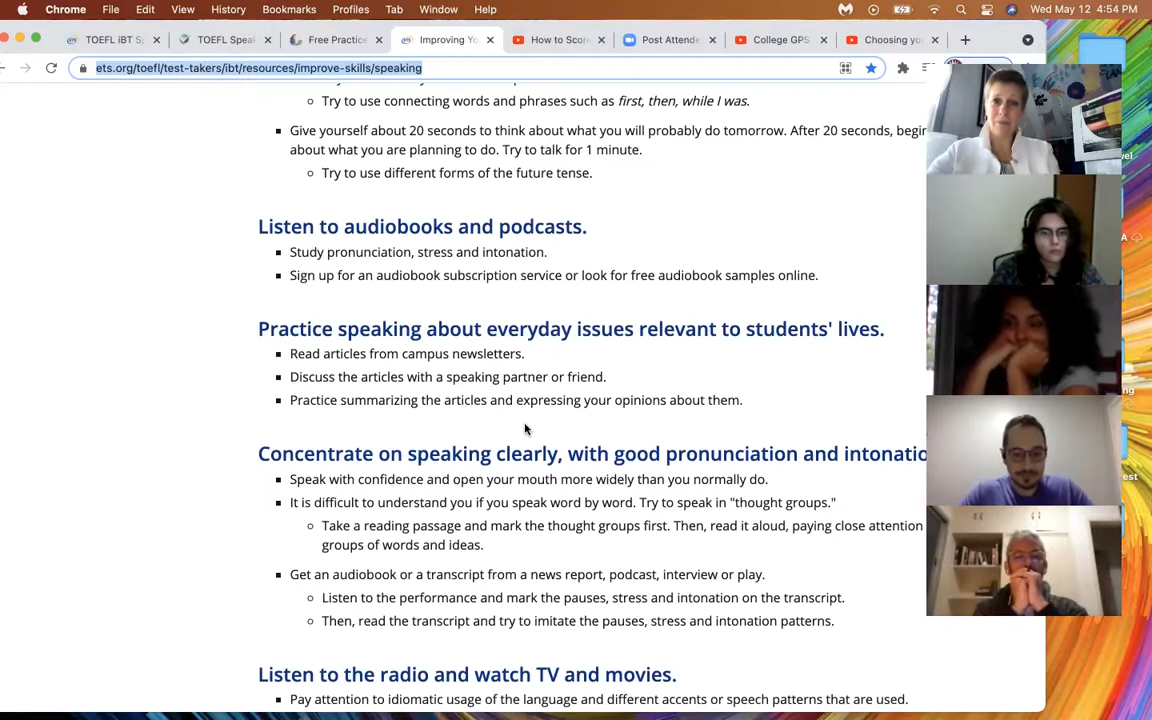 Chrome File Edit View History Bookmarks Profiles Tab Window Help Wed May 12 4:54 PM
TOEFL iBT Sp TOEFL Speak Free Practice Improving Yo How to Score Post Attende College GPS Choosing yo
ets.org/toefl/test-takers/ibt/resources/improve-skills/speaking
Try to use connecting words and phrases such as first, then, while I was.
Give yourself about 20 seconds to think about what you will probably do tomorrow. After 20 seconds, begin
about what you are planning to do. Try to talk for 1 minute.
Try to use different forms of the future tense.
Listen to audiobooks and podcasts.
Study pronunciation, stress and intonation.
Sign up for an audiobook subscription service or look for free audiobook samples online.
Practice speaking about everyday issues relevant to students' lives.
Read articles from campus newsletters.
Discuss the articles with a speaking partner or friend.
Practice summarizing the articles and expressing your opinions about them.
Concentrate on speaking clearly, with good pronunciation and intonatio
Speak with confidence and open your mouth more widely than you normally do.
It is difficult to understand you if you speak word by word. Try to speak in "thought groups."
Take a reading passage and mark the thought groups first. Then, read it aloud, paying close attention
groups of words and ideas.
Get an audiobook or a transcript from a news report, podcast, interview or play.
Listen to the performance and mark the pauses, stress and intonation on the transcript.
Then, read the transcript and try to imitate the pauses, stress and intonation patterns.
Listen to the radio and watch TV and movies.
Pay attention to idiomatic usage of the language and different accents or speech patterns that are used.